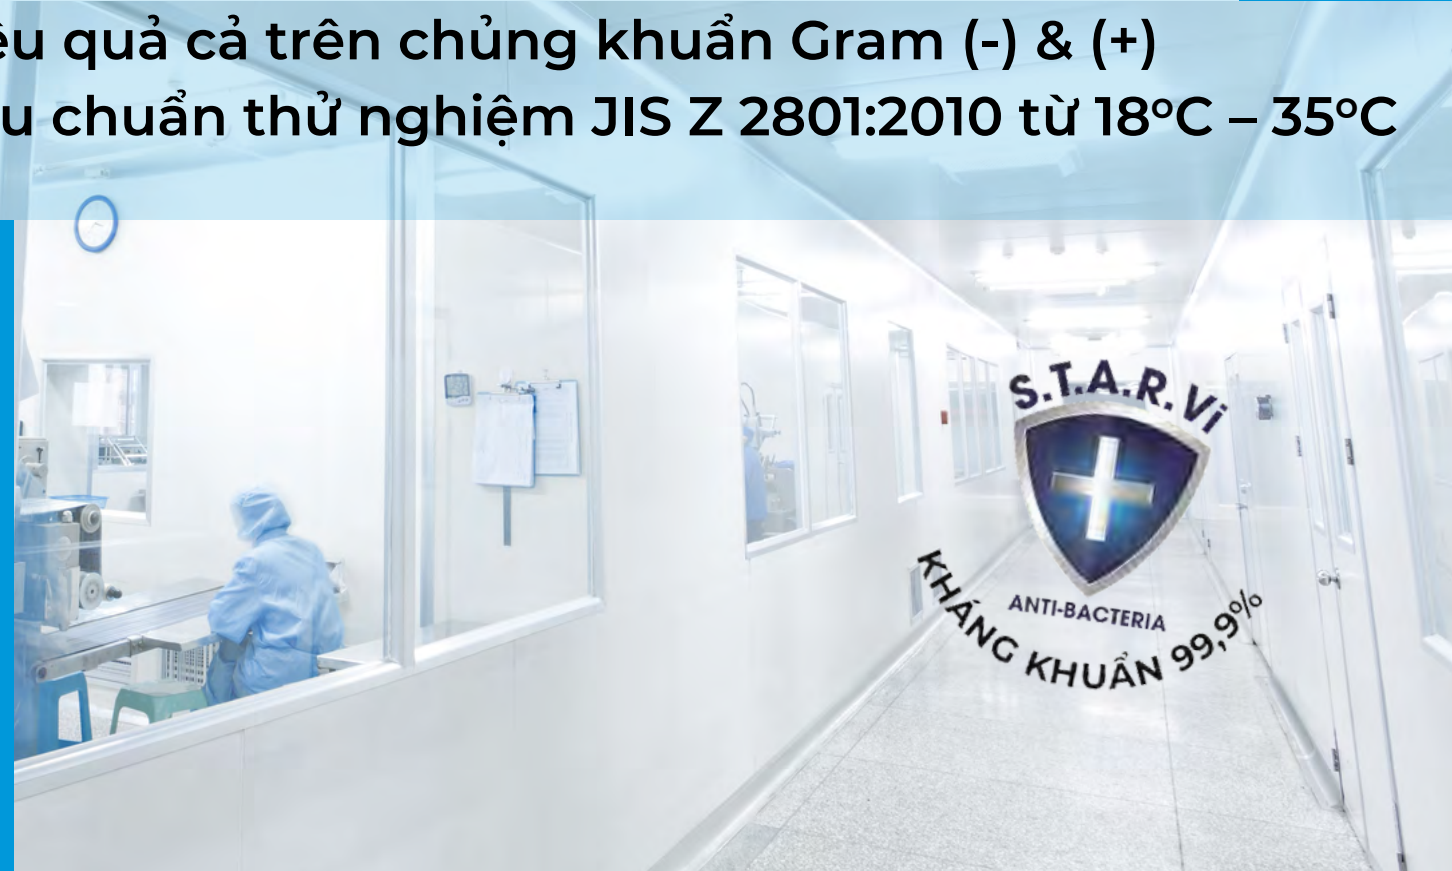 quả cả trên chủng khuẩn Gram (-) & (+)
chuẩn thử nghiệm JIS Z 2801:2010 từ 18°C – 35°C
S.T.A.R.Vi
ANTI-BACTERIA
KHÁNG KHUẨN 99,9%